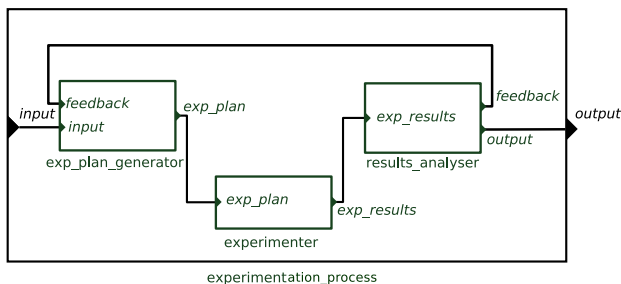 feedback
input
input
exp_plan
exp_plan_generator
exp_plan
exp_results
experimenter
exp_results
feedback
output
results_analyser
output
experimentation_process